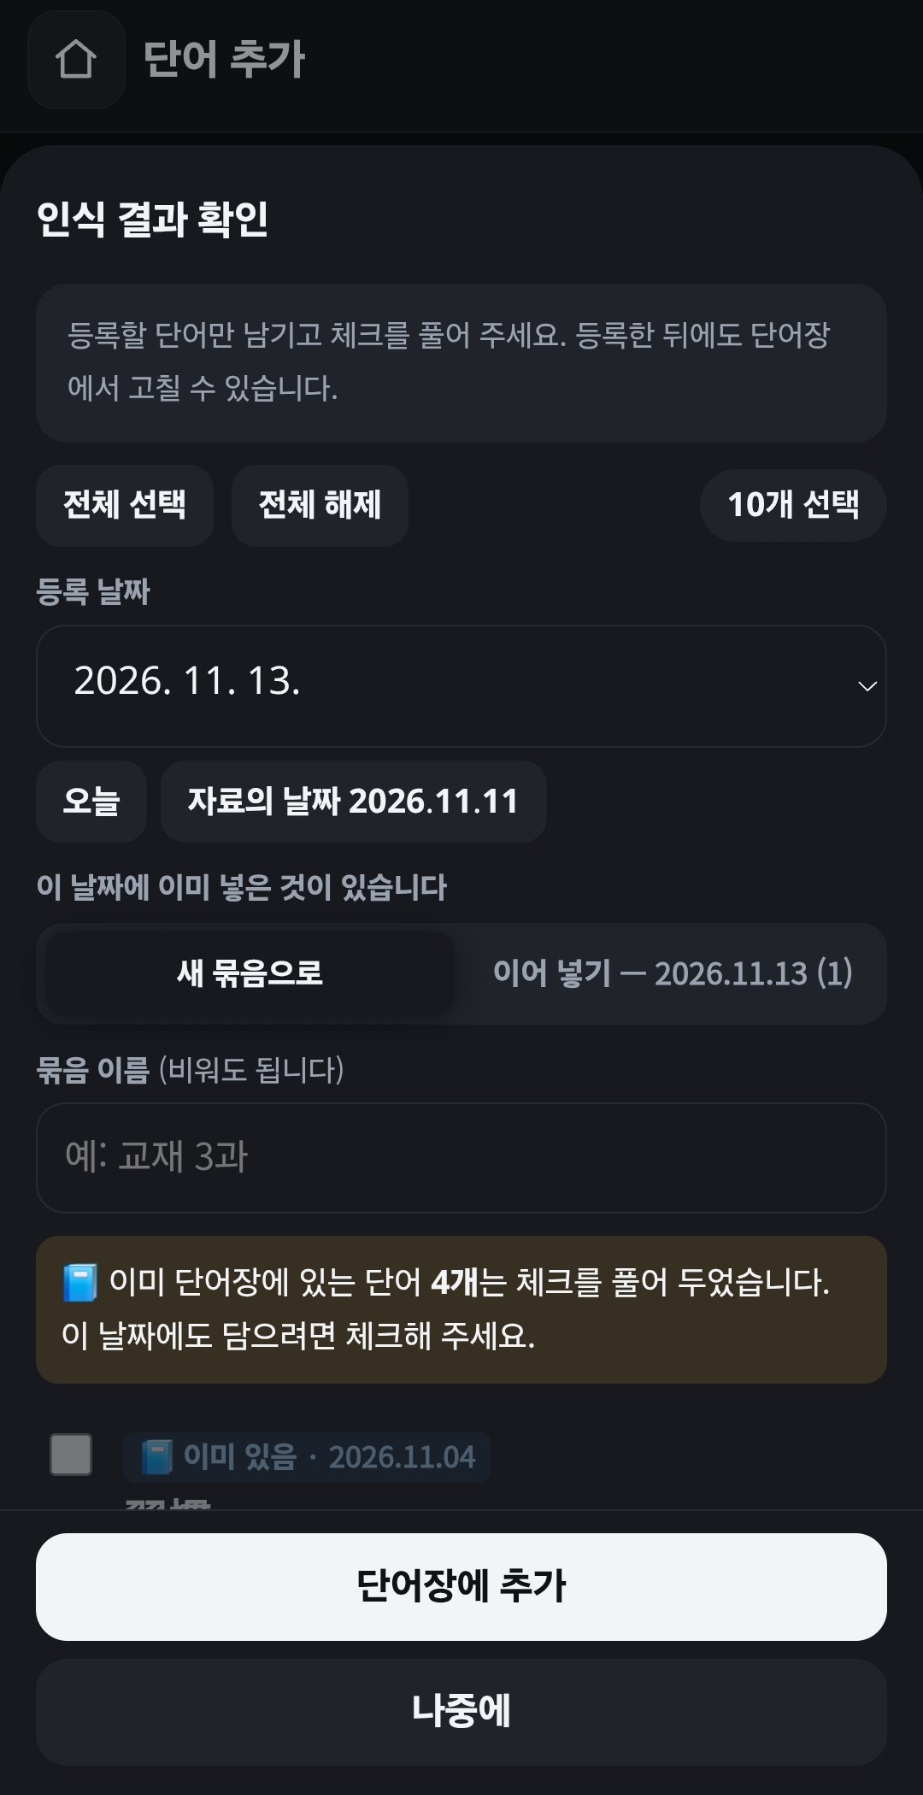 단어 추가
인식 결과 확인
등록할 단어만 남기고 체크를 풀어 주세요. 등록한 뒤에도 단어장
에서 고칠 수 있습니다.
전체 선택 전체 해제 10개 선택
등록 날짜
2026. 11. 13.
오늘 자료의 날짜 2026.11.11
이 날짜에 이미 넣은 것이 있습니다
새 묶음으로 이어 넣기 — 2026.11.13 (1)
묶음 이름 (비워도 됩니다)
예: 교재 3과
이미 단어장에 있는 단어 4개는 체크를 풀어 두었습니다.
이 날짜에도 담으려면 체크해 주세요.
이미 있음 · 2026.11.04
단어장에 추가
나중에